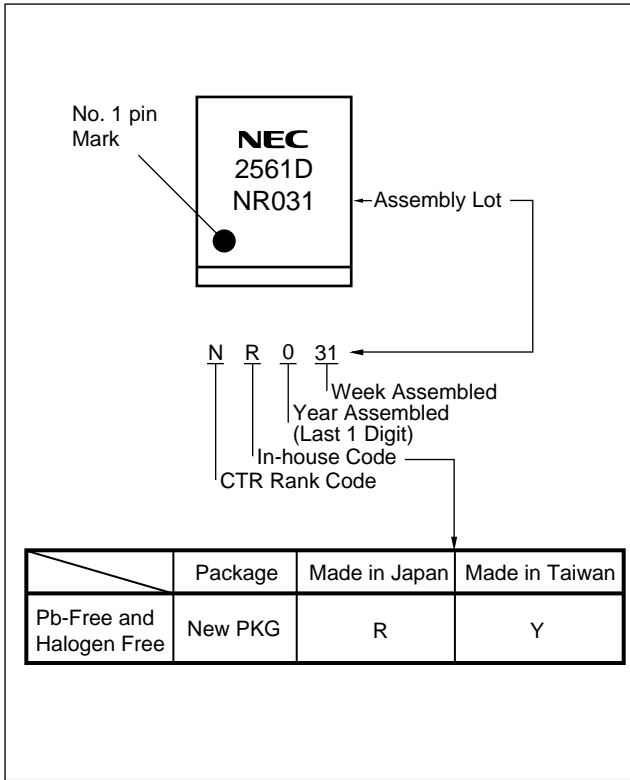 No. 1 pin
Mark
NEC
2561D
NR031
Assembly Lot
N R 0 31
Week Assembled
Year Assembled
(Last 1 Digit)
In-house Code
CTR Rank Code
Package Made in Japan Made in Taiwan
Pb-Free and
Halogen Free New PKG R Y